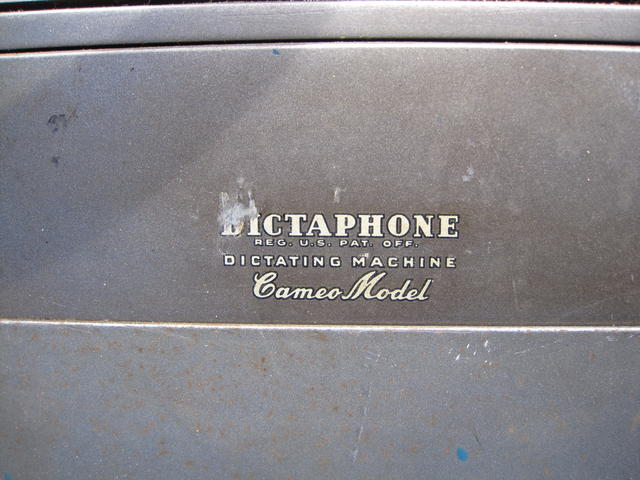 DICTAPHONE
REG. U.S. PAT. OFF.
DICTATING MACHINE
Cameo Model